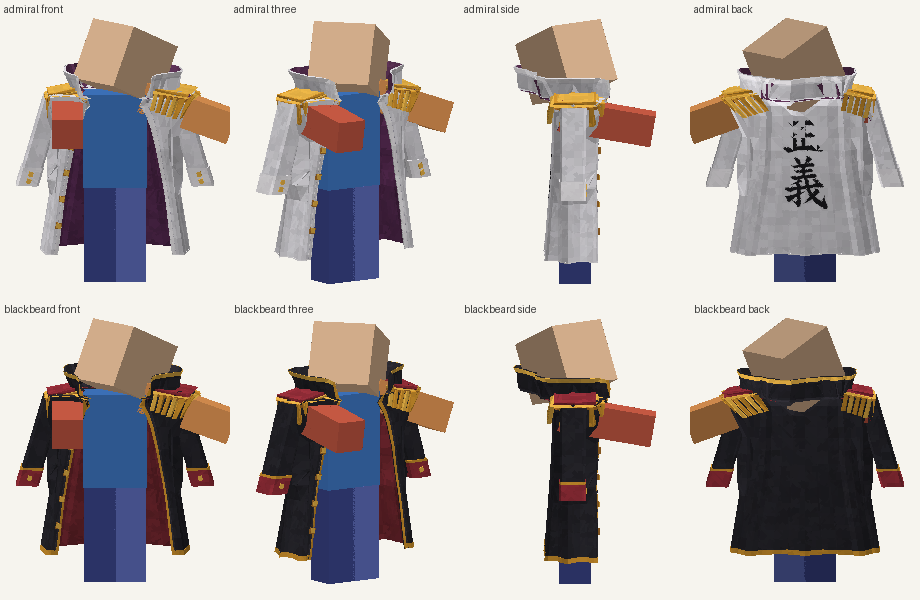 admiral front
admiral three
admiral side
admiral back
正
義
blackbeard front
blackbeard three
blackbeard side
blackbeard back